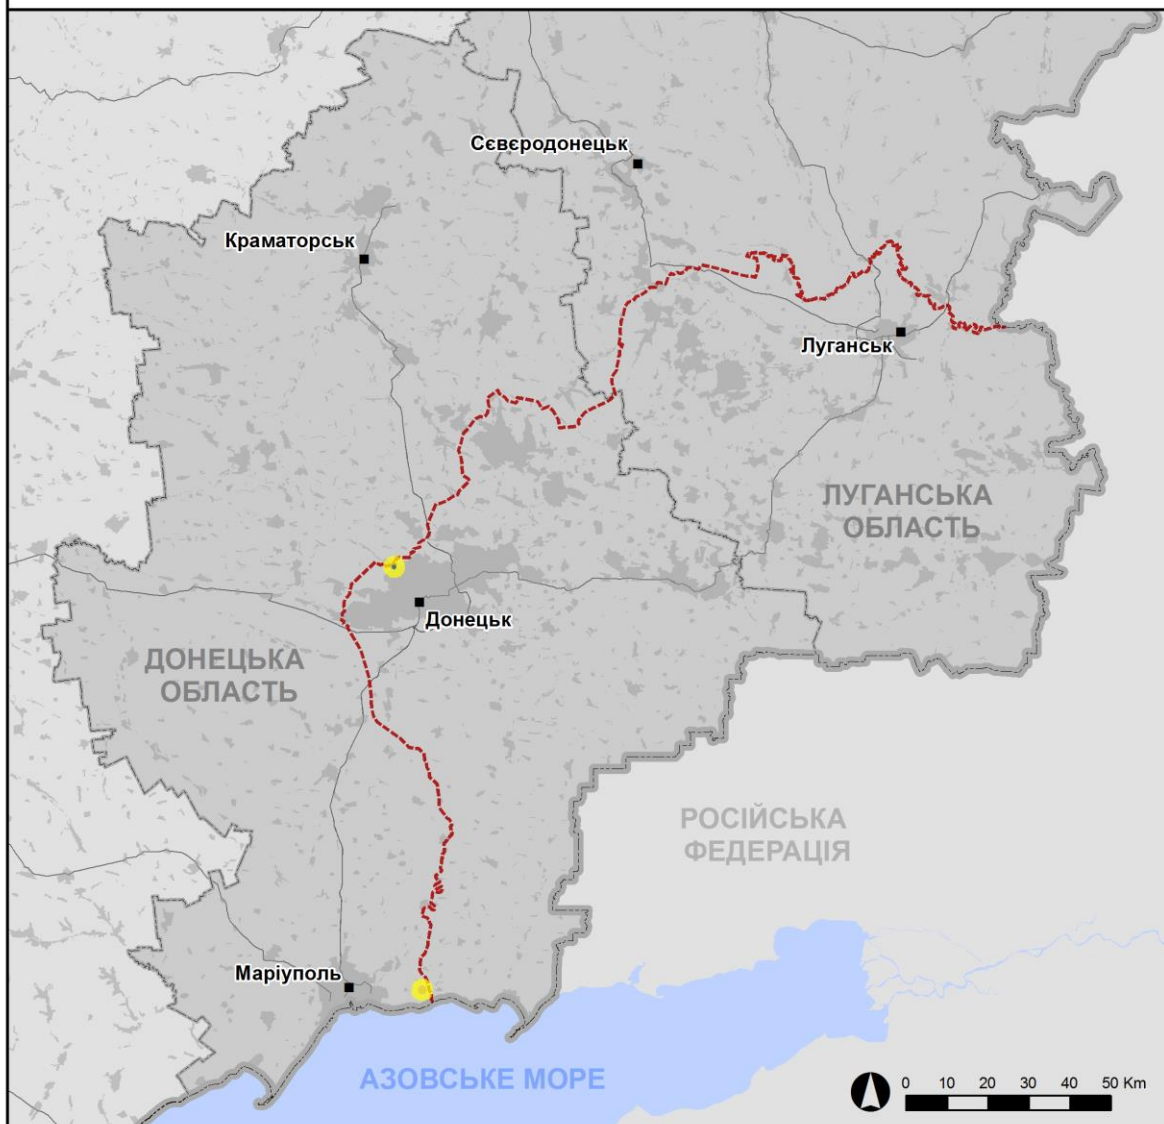 Сєвєродонецьк
Краматорськ
Луганськ
ЛУГАНСЬКА
ОБЛАСТЬ
Донецьк
ДОНЕЦЬКА
ОБЛАСТЬ
РОСІЙСЬКА
ФЕДЕРАЦІЯ
Маріуполь
АЗОВСЬКЕ МОРЕ
0 10 20 30 40 50 Km